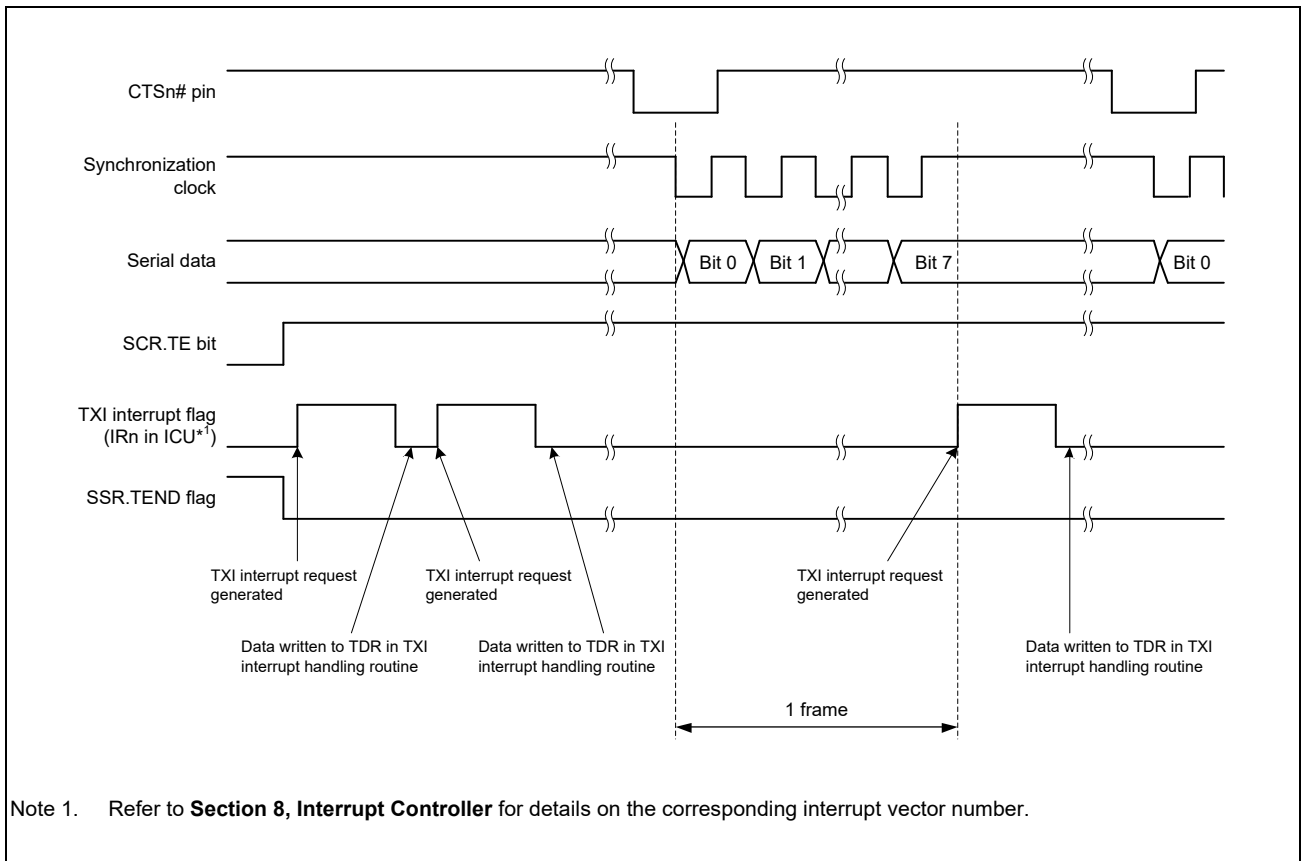 CTSn# pin
Synchronization
clock
Serial data
Bit 0
Bit 1
Bit 7
Bit 0
SCR.TE bit
TXI interrupt flag
(IRn in ICU*1)
SSR.TEND flag
TXI interrupt request
generated
TXI interrupt request
generated
TXI interrupt request
generated
Data written to TDR in TXI
interrupt handling routine
Data written to TDR in TXI
interrupt handling routine
Data written to TDR in TXI
interrupt handling routine
1 frame
Note 1. Refer to Section 8, Interrupt Controller for details on the corresponding interrupt vector number.